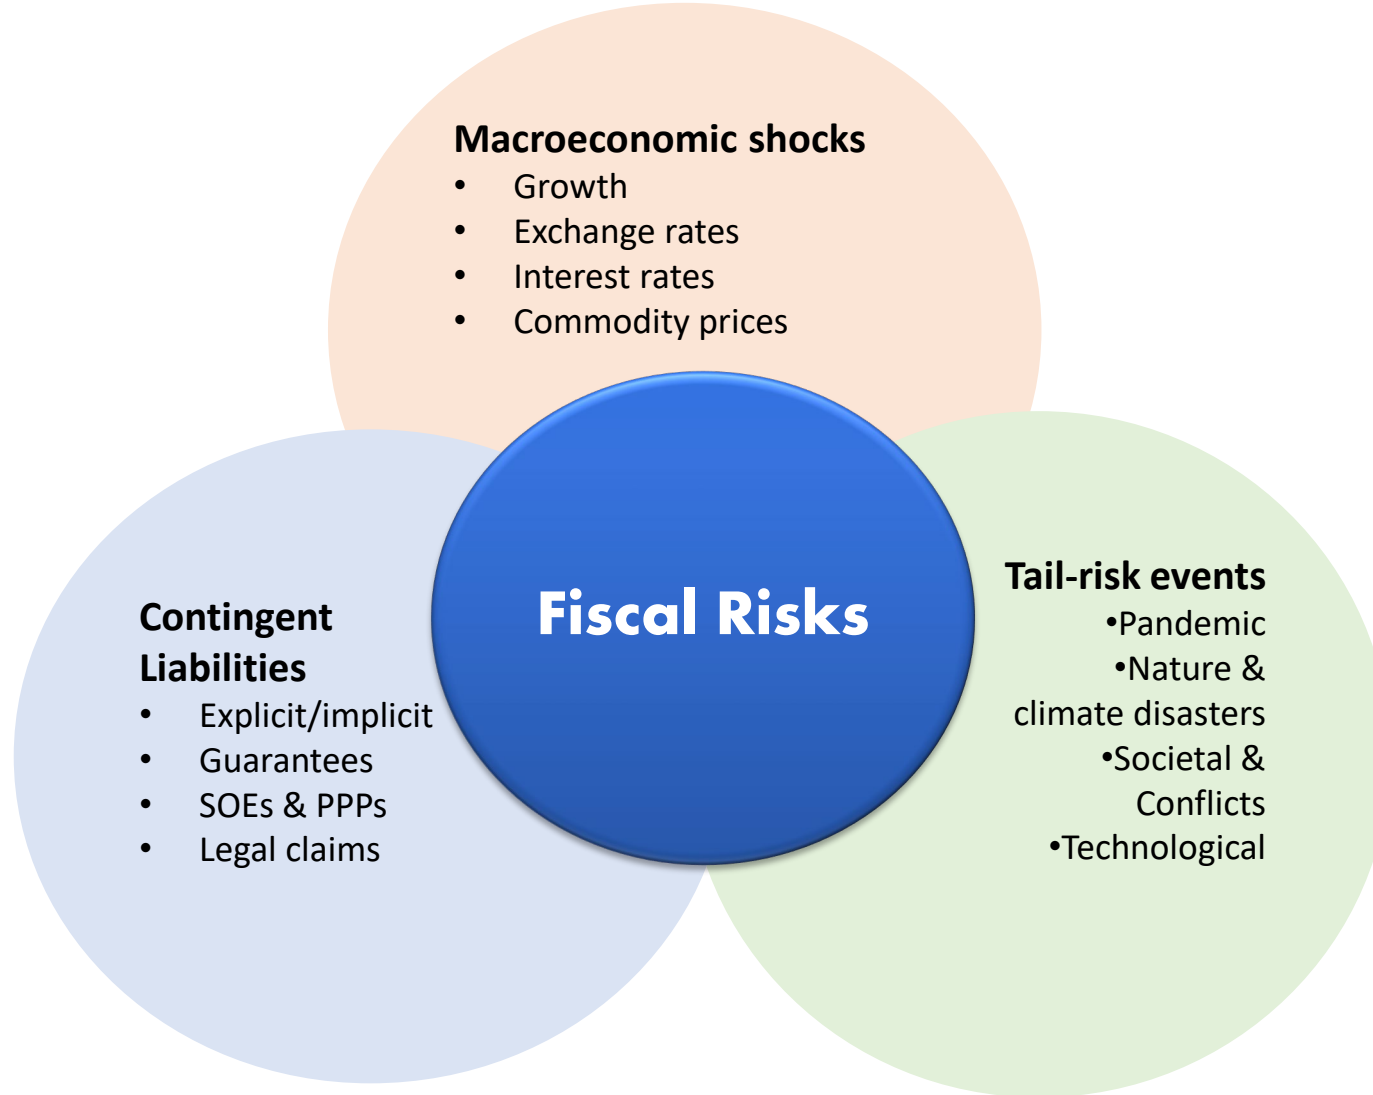 Macroeconomic shocks
• Growth
• Exchange rates
• Interest rates
• Commodity prices
Fiscal Risks
Contingent
Liabilities
• Explicit/implicit
• Guarantees
• SOEs & PPPs
• Legal claims
Tail-risk events
•Pandemic
•Nature &
climate disasters
•Societal &
Conflicts
•Technological